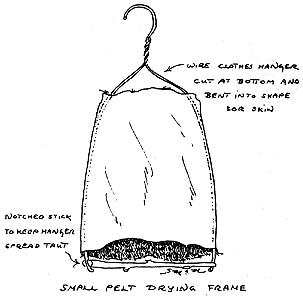 WIRE CLOTHES HANGER
CUT AT BOTTOM AND
BENT INTO SHAPE
FOR SKIN
NOTCHED STICK
TO KEEP HANGER
SPREAD TAUT
SMALL PELT DRYING FRAME